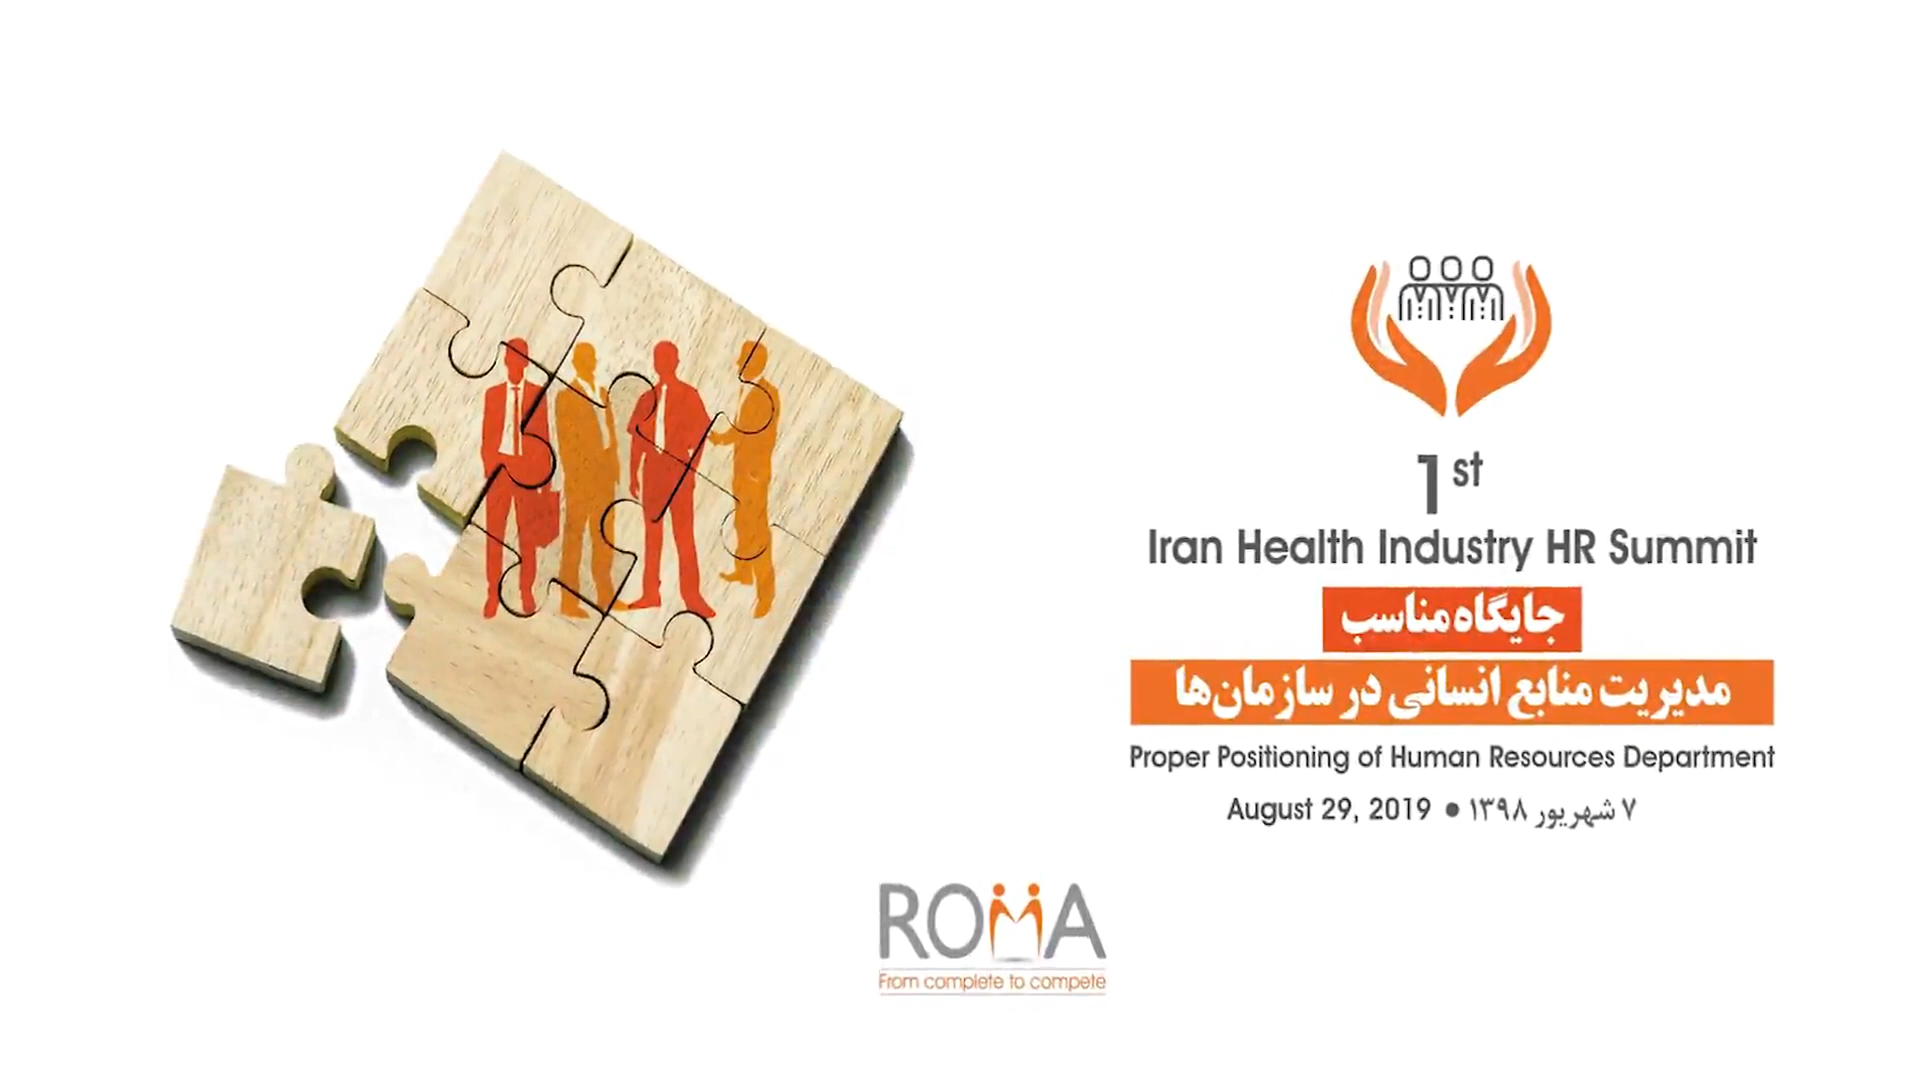 1st
Iran Health Industry HR Summit
جایگاه مناسب
مدیریت منابع انسانی در سازمان‌ها
Proper Positioning of Human Resources Department
August 29, 2019 ● ۷ شهریور ۱۳۹۸
ROMA
From complete to compete